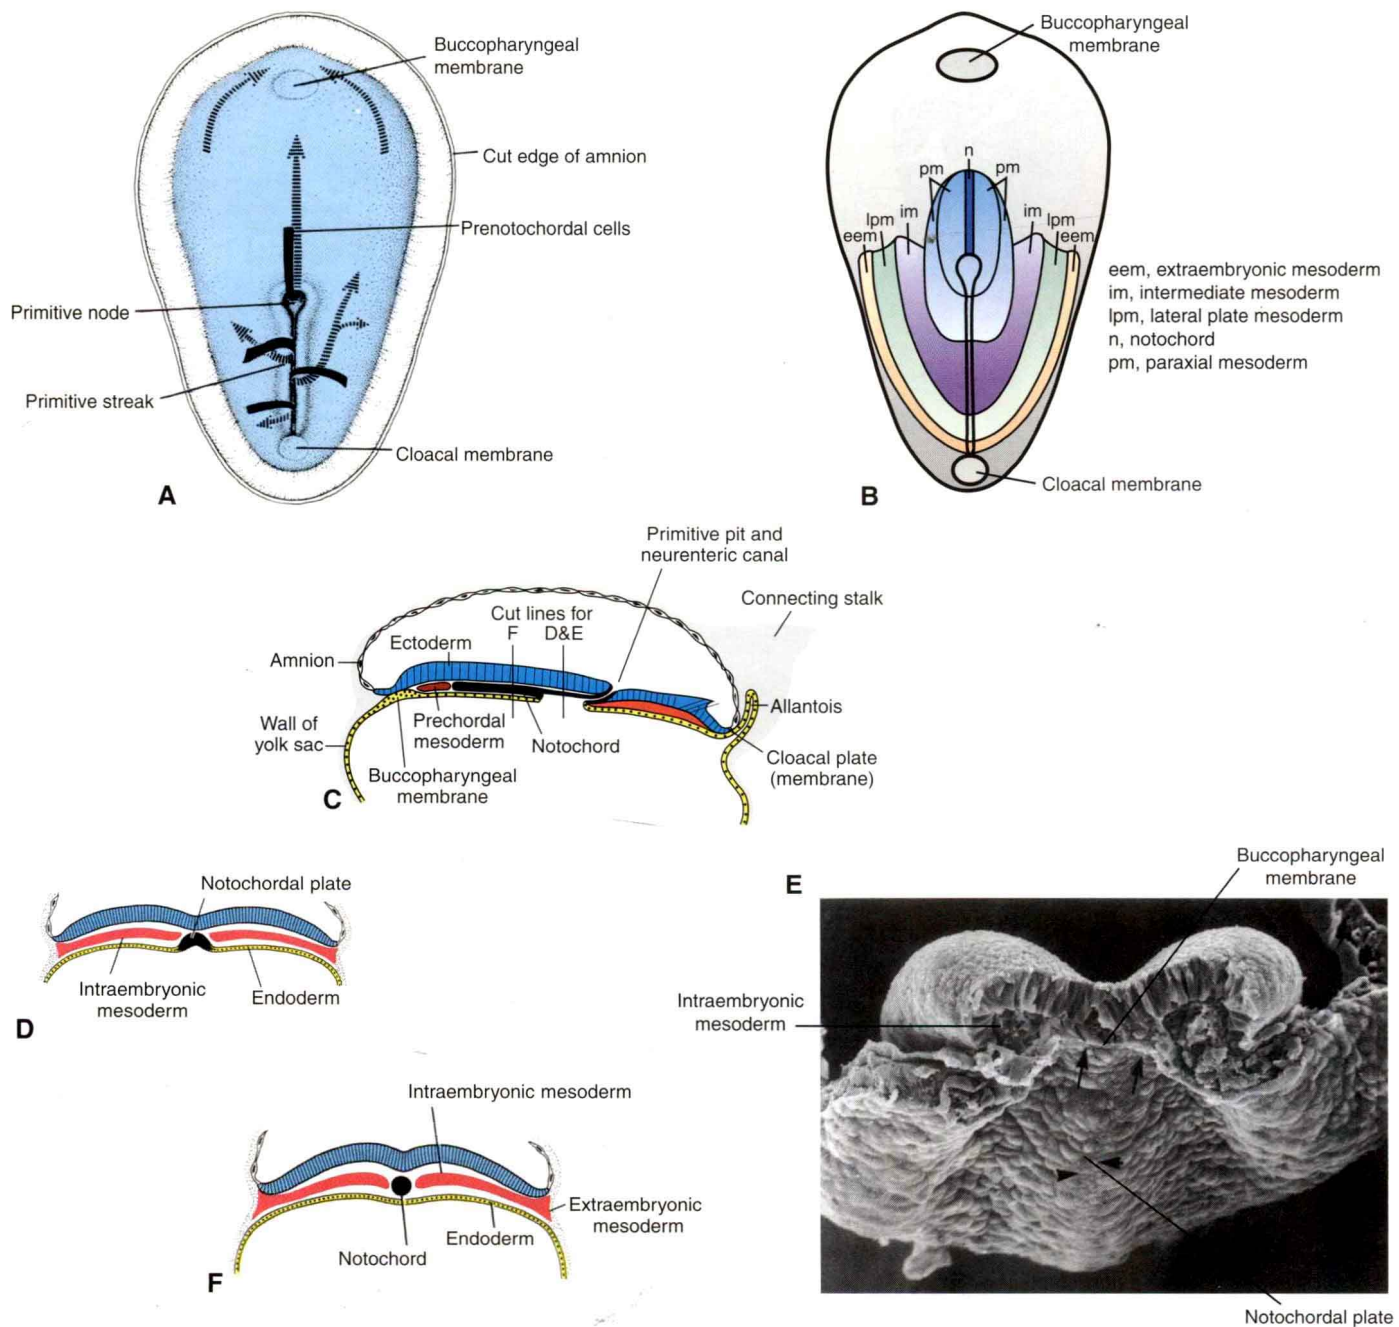 Buccopharyngeal
membrane
Cut edge of amnion
Prenotochordal cells
Primitive node
Primitive streak
Cloacal membrane
A
Buccopharyngeal
membrane
n
pm
pm
im
im
lpm
lpm
eem
eem
eem, extraembryonic mesoderm
im, intermediate mesoderm
lpm, lateral plate mesoderm
n, notochord
pm, paraxial mesoderm
Cloacal membrane
B
Primitive pit and
neurenteric canal
Connecting stalk
Cut lines for
F D&E
Ectoderm
Amnion
Allantois
Wall of
yolk sac
Prechordal
mesoderm
Notochord
Cloacal plate
(membrane)
Buccopharyngeal
membrane
C
Notochordal plate
Intraembryonic
mesoderm
Endoderm
D
E
Buccopharyngeal
membrane
Intraembryonic
mesoderm
Notochordal plate
Intraembryonic mesoderm
Extraembryonic
mesoderm
Endoderm
Notochord
F